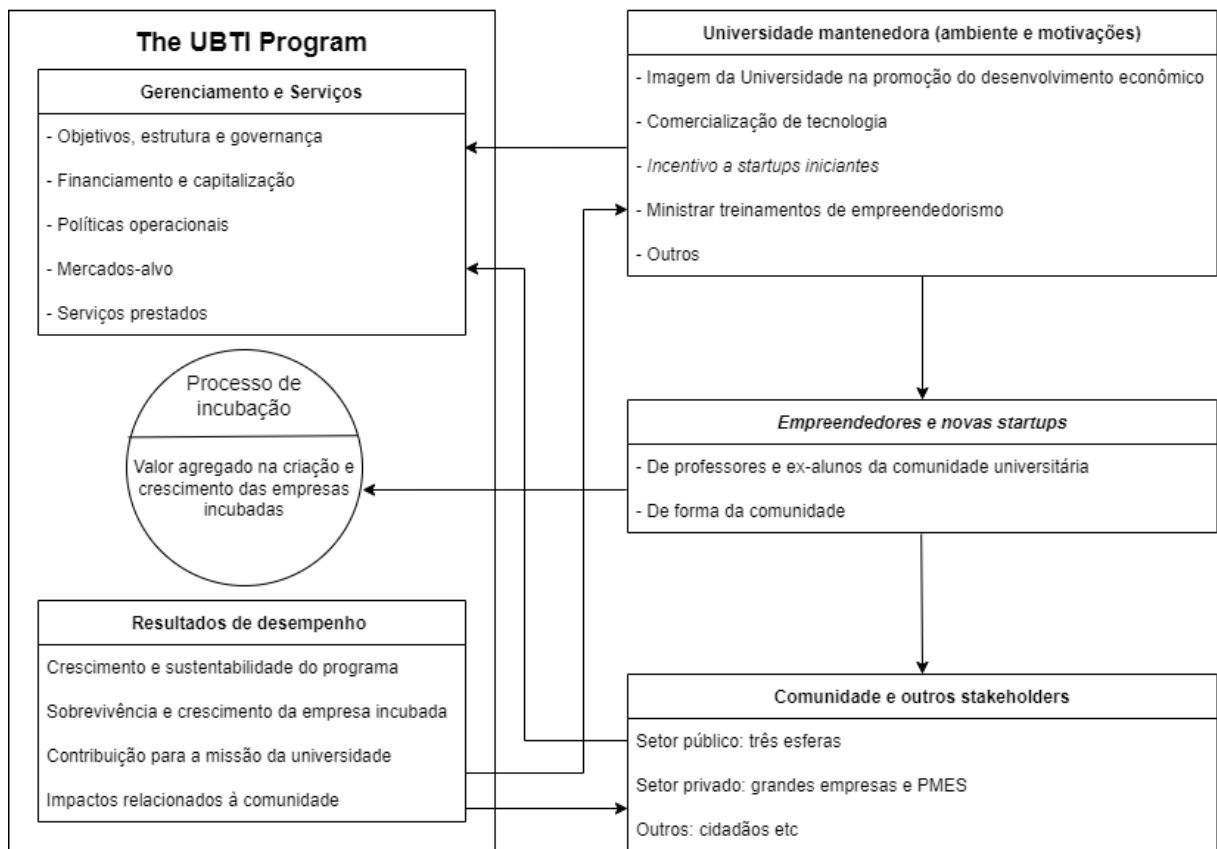 The UBTI Program
Gerenciamento e Serviços
- Objetivos, estrutura e governança
- Financiamento e capitalização
- Políticas operacionais
- Mercados-alvo
- Serviços prestados
Processo de
incubação
Valor agregado na criação e
crescimento das empresas
incubadas
Resultados de desempenho
Crescimento e sustentabilidade do programa
Sobrevivência e crescimento da empresa incubada
Contribuição para a missão da universidade
Impactos relacionados à comunidade
Universidade mantenedora (ambiente e motivações)
- Imagem da Universidade na promoção do desenvolvimento econômico
- Comercialização de tecnologia
- Incentivo a startups iniciantes
- Ministrar treinamentos de empreendedorismo
- Outros
Empreendedores e novas startups
- De professores e ex-alunos da comunidade universitária
- De forma da comunidade
Comunidade e outros stakeholders
Setor público: três esferas
Setor privado: grandes empresas e PMES
Outros: cidadãos etc